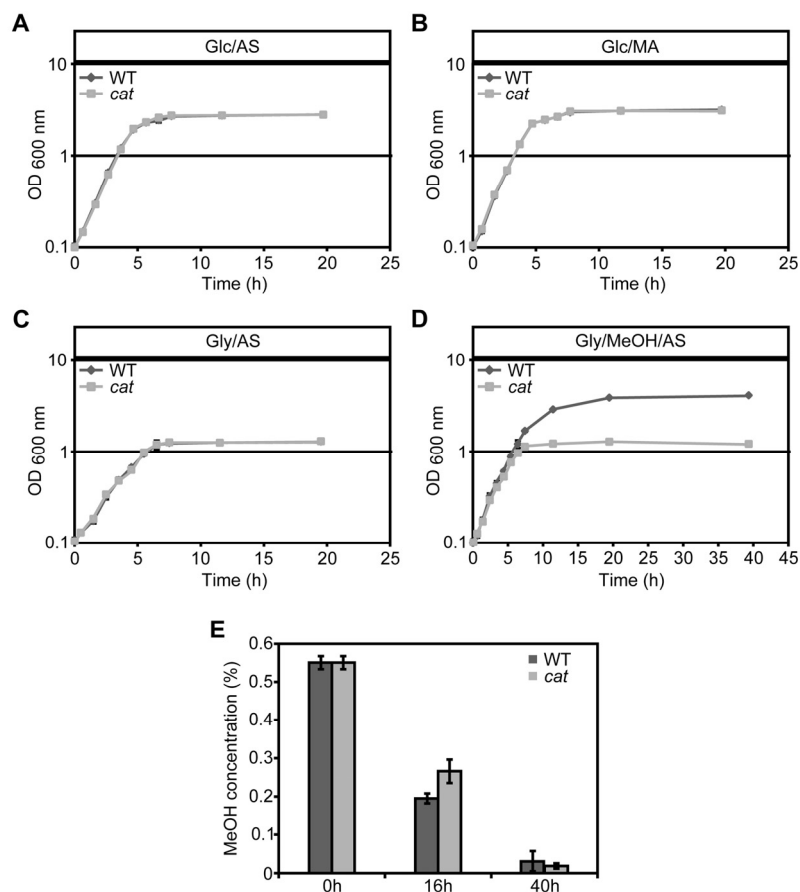 A
Glc/AS
10
WT
cat
1
0.1
OD 600 nm
0 5 10 15 20 25
Time (h)
B
Glc/MA
10
WT
cat
1
0.1
OD 600 nm
0 5 10 15 20 25
Time (h)
C
Gly/AS
10
WT
cat
1
0.1
OD 600 nm
0 5 10 15 20 25
Time (h)
D
Gly/MeOH/AS
10
WT
cat
1
0.1
OD 600 nm
0 5 10 15 20 25 30 35 40 45
Time (h)
E
0.6
WT
cat
0.5
0.4
0.3
0.2
0.1
0
MeOH concentration (%)
0h 16h 40h